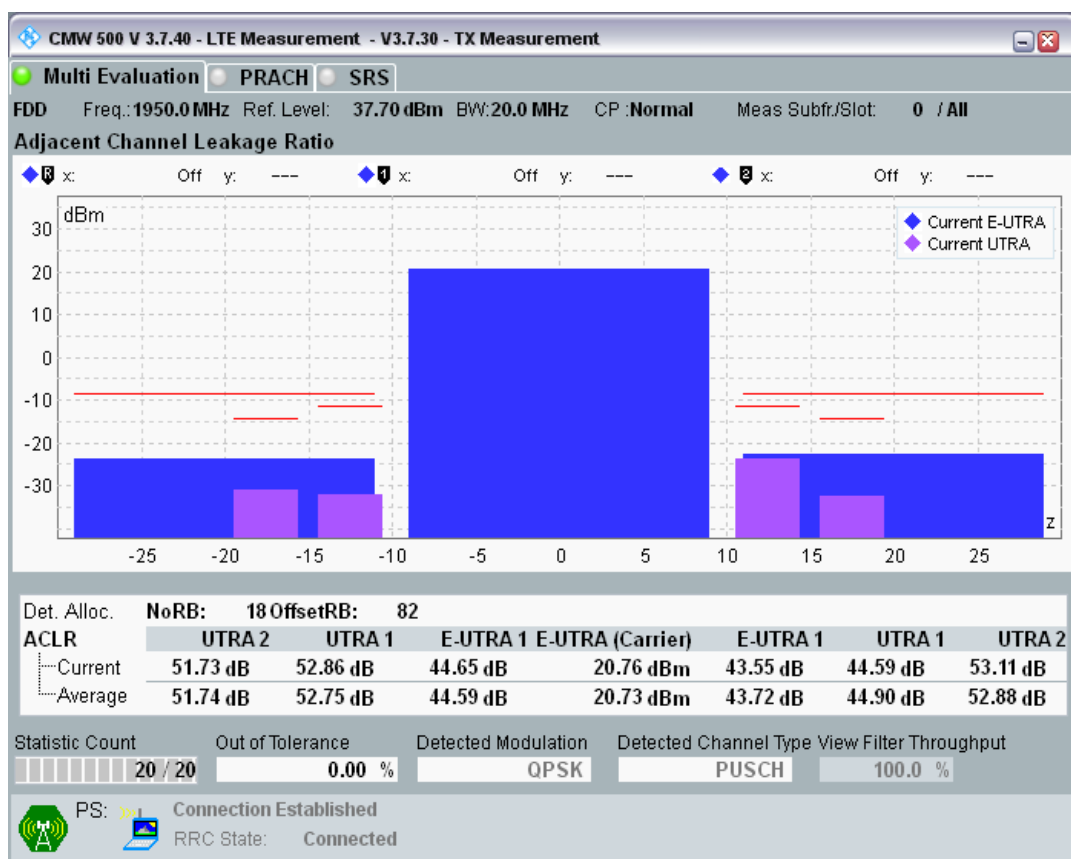 CMW 500 V 3.7.40 - LTE Measurement - V3.7.30 - TX Measurement
Multi Evaluation PRACH SRS
FDD Freq.: 1950.0 MHz Ref. Level: 37.70 dBm BW: 20.0 MHz CP : Normal Meas Subfr./Slot: 0 / All
Adjacent Channel Leakage Ratio
R x: Off y: --- 1 x: Off y: --- 2 x: Off y: ---
dBm
Current E-UTRA
Current UTRA
30
20
10
0
-10
-20
-30
z
-25 -20 -15 -10 -5 0 5 10 15 20 25
Det. Alloc. NoRB: 18 OffsetRB: 82
ACLR UTRA 2 UTRA 1 E-UTRA 1 E-UTRA (Carrier) E-UTRA 1 UTRA 1 UTRA 2
Current 51.73 dB 52.86 dB 44.65 dB 20.76 dBm 43.55 dB 44.59 dB 53.11 dB
Average 51.74 dB 52.75 dB 44.59 dB 20.73 dBm 43.72 dB 44.90 dB 52.88 dB
Statistic Count Out of Tolerance Detected Modulation Detected Channel Type View Filter Throughput
20 / 20 0.00 % QPSK PUSCH 100.0 %
PS: Connection Established
RRC State: Connected